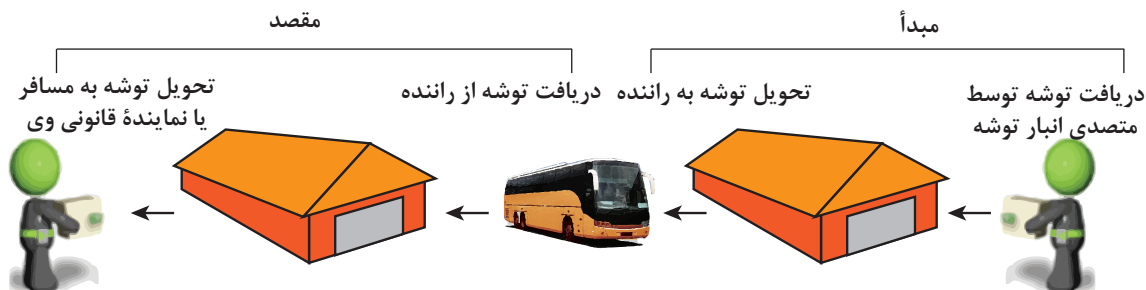 مبدأ
مقصد
دریافت توشه توسط
متصدی انبار توشه
تحویل توشه به راننده
دریافت توشه از راننده
تحویل توشه به مسافر
یا نمایندهٔ قانونی وی